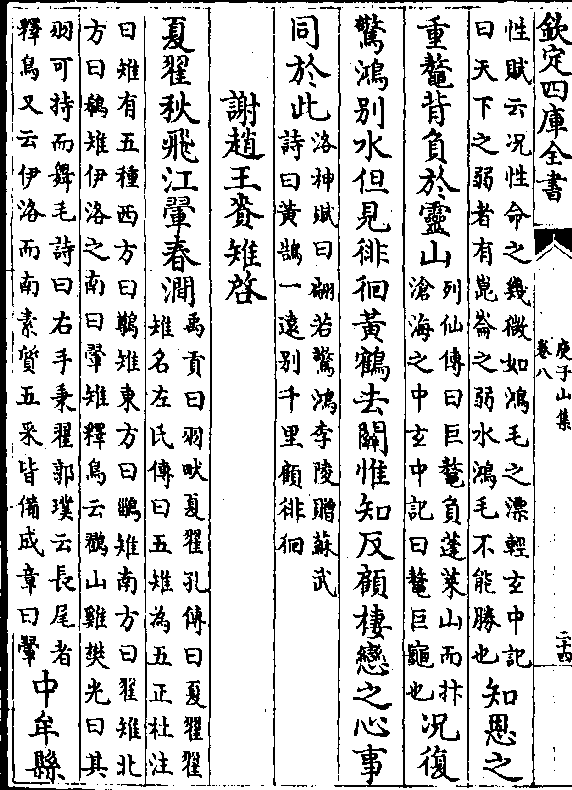 欽定四庫全書
庾子山集
卷八
二十四
性賦云况性命之幾微如鴻毛之漂輕玄中記
曰天下之弱者有崑崙之弱水鴻毛不能勝也
知恩之
重鼇背負於靈山
列仙傳曰巨鼇負蓬萊山而抃
滄海之中玄中記曰鼇巨龜也
況復
驚鴻別水但見徘徊黃鶴去關惟知反顧棲戀之心事
同於此
洛神賦曰翩若驚鴻李陵贈蘇武
詩曰黃鵠一遠別千里顧徘徊
謝趙王賚雉啓
夏翟秋飛江翬春澗
禹貢曰羽畎夏翟孔傳曰夏翟翟
雉名左氏傳曰五雉為五正杜注
曰雉有五種西方曰鷷雉東方曰鶅雉南方曰翟雉北
方曰鵗雉伊洛之南曰翬雉釋鳥云鸐山雞樊光曰其
羽可持而舞毛詩曰右手秉翟郭璞云長尾者
釋鳥又云伊洛而南素質五采皆備成章曰翬
中牟縣